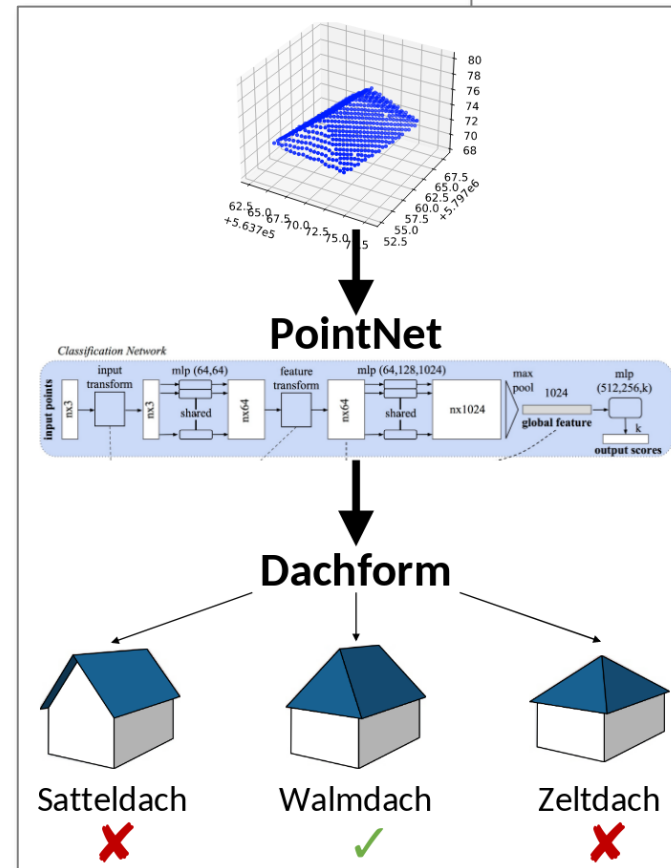 80
78
76
74
72
70
68
67.5
65.0
62.5
60.0
57.5
55.0
52.5
+5.797e6
62.5
65.0
67.5
70.0
72.5
75.0
+5.637e5
PointNet
Classification Network
input points
nx3
input transform
nx3
mlp (64,64)
shared
nx64
feature transform
nx64
mlp (64,128,1024)
shared
nx1024
max pool
1024
global feature
mlp (512,256,k)
k
output scores
Dachform
Satteldach Walmdach Zeltdach
✘ ✓ ✘